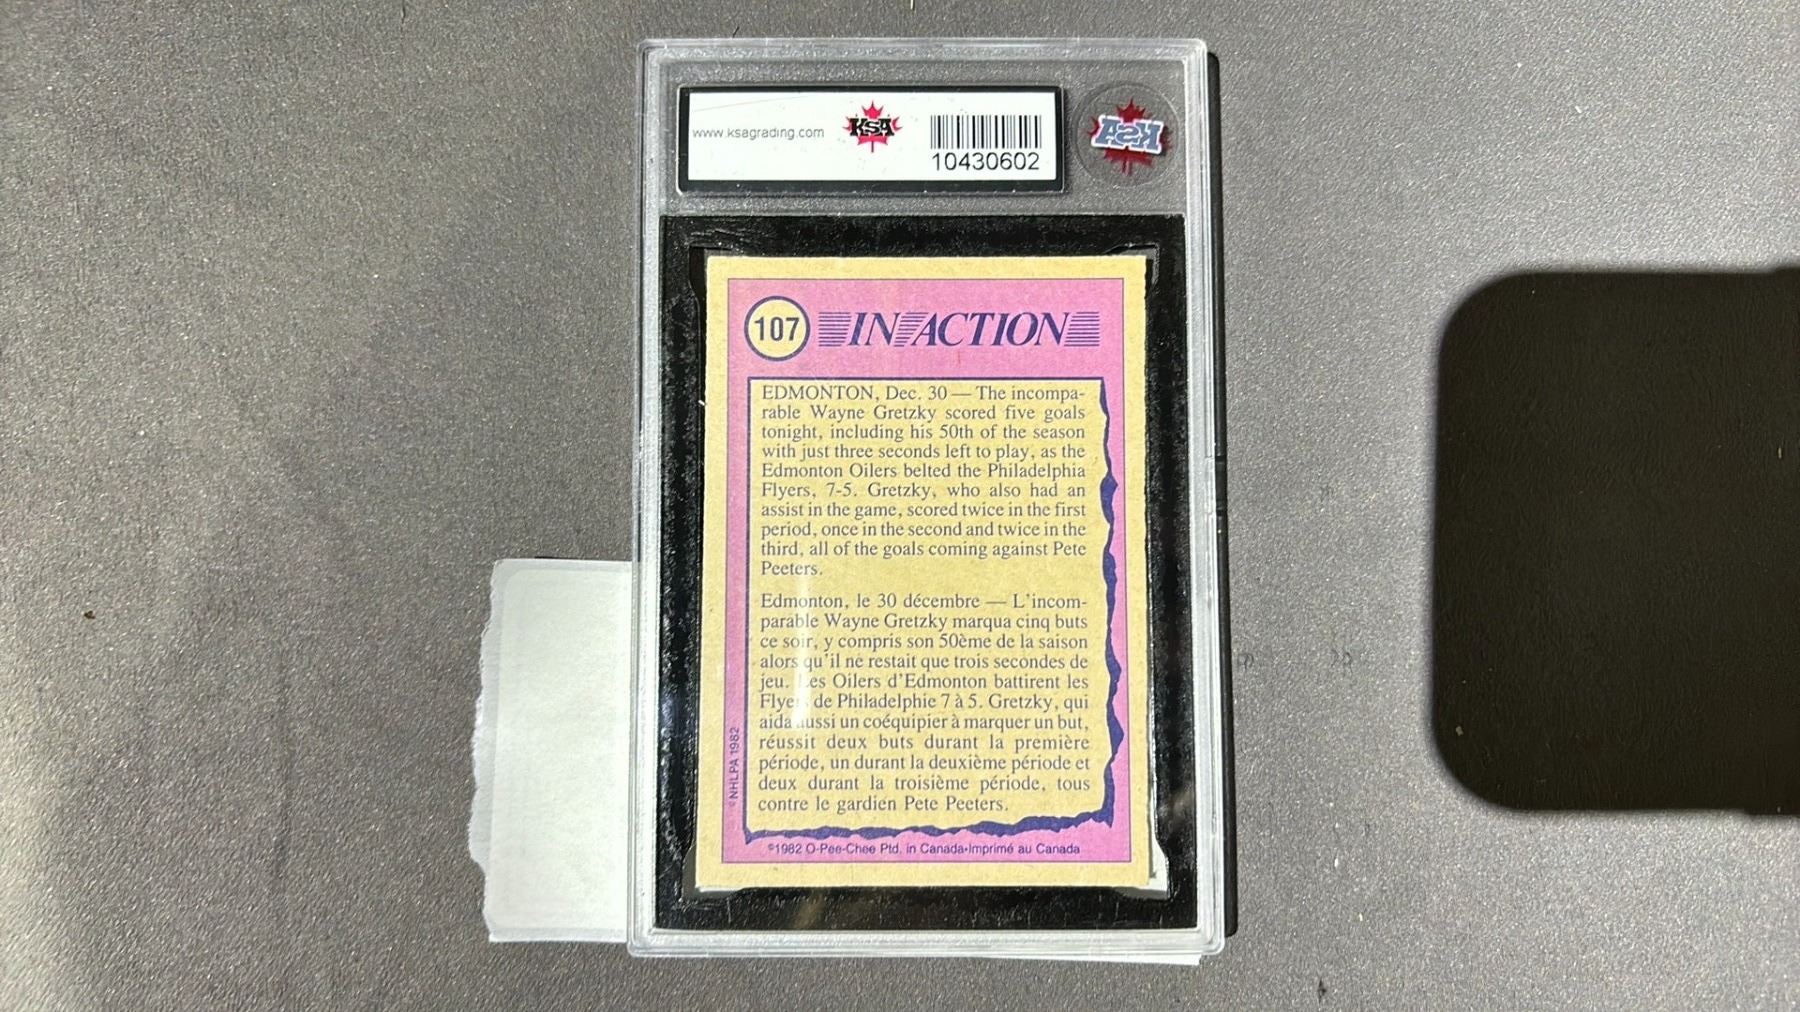 www.ksagrading.com
KSA
10430602
KSA
107
IN ACTION
EDMONTON, Dec. 30 — The incompa-
rable Wayne Gretzky scored five goals
tonight, including his 50th of the season
with just three seconds left to play, as the
Edmonton Oilers belted the Philadelphia
Flyers, 7-5. Gretzky, who also had an
assist in the game, scored twice in the first
period, once in the second and twice in the
third, all of the goals coming against Pete
Peeters.
Edmonton, le 30 décembre — L'incom-
parable Wayne Gretzky marqua cinq buts
ce soir, y compris son 50ème de la saison
alors qu'il ne restait que trois secondes de
jeu. Les Oilers d'Edmonton battirent les
Flyers de Philadelphie 7 à 5. Gretzky, qui
aida aussi un coéquipier à marquer un but,
réussit deux buts durant la première
période, un durant la deuxième période et
deux durant la troisième période, tous
contre le gardien Pete Peeters.
©NHLPA 1982
©1982 O-Pee-Chee Ptd. in Canada•Imprimé au Canada